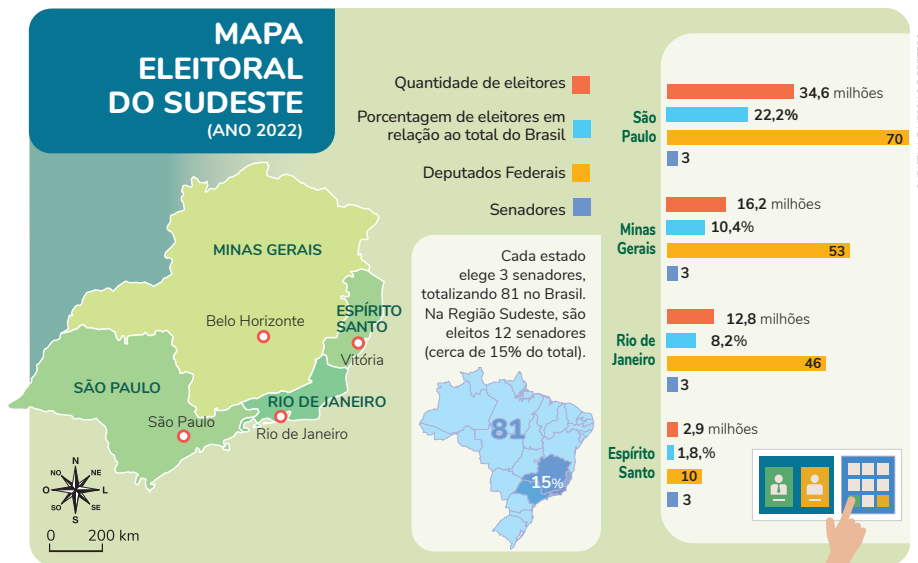 MAPA
ELEITORAL
DO SUDESTE
(ANO 2022)
Quantidade de eleitores
Porcentagem de eleitores em
relação ao total do Brasil
Deputados Federais
Senadores
MINAS GERAIS
Belo Horizonte
ESPÍRITO
SANTO
Vitória
SÃO PAULO
São Paulo
RIO DE JANEIRO
Rio de Janeiro
N
NO NE
O L
SO SE
S
0 200 km
Cada estado
elege 3 senadores,
totalizando 81 no Brasil.
Na Região Sudeste, são
eleitos 12 senadores
(cerca de 15% do total).
81
15%
São
Paulo
34,6 milhões
22,2%
70
3
Minas
Gerais
16,2 milhões
10,4%
53
3
Rio de
Janeiro
12,8 milhões
8,2%
46
3
Espírito
Santo
2,9 milhões
1,8,%
10
3